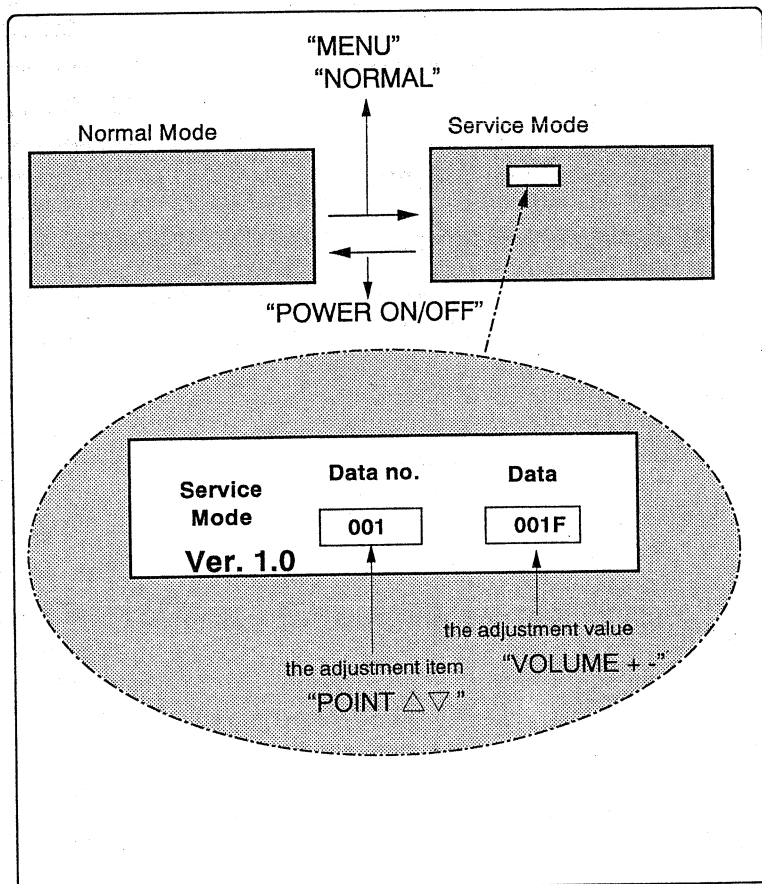 “MENU”
“NORMAL”
Normal Mode
Service Mode
“POWER ON/OFF”
Service
Mode
Ver. 1.0
Data no.
001
Data
001F
the adjustment value
“VOLUME + -”
the adjustment item
“POINT △▽”